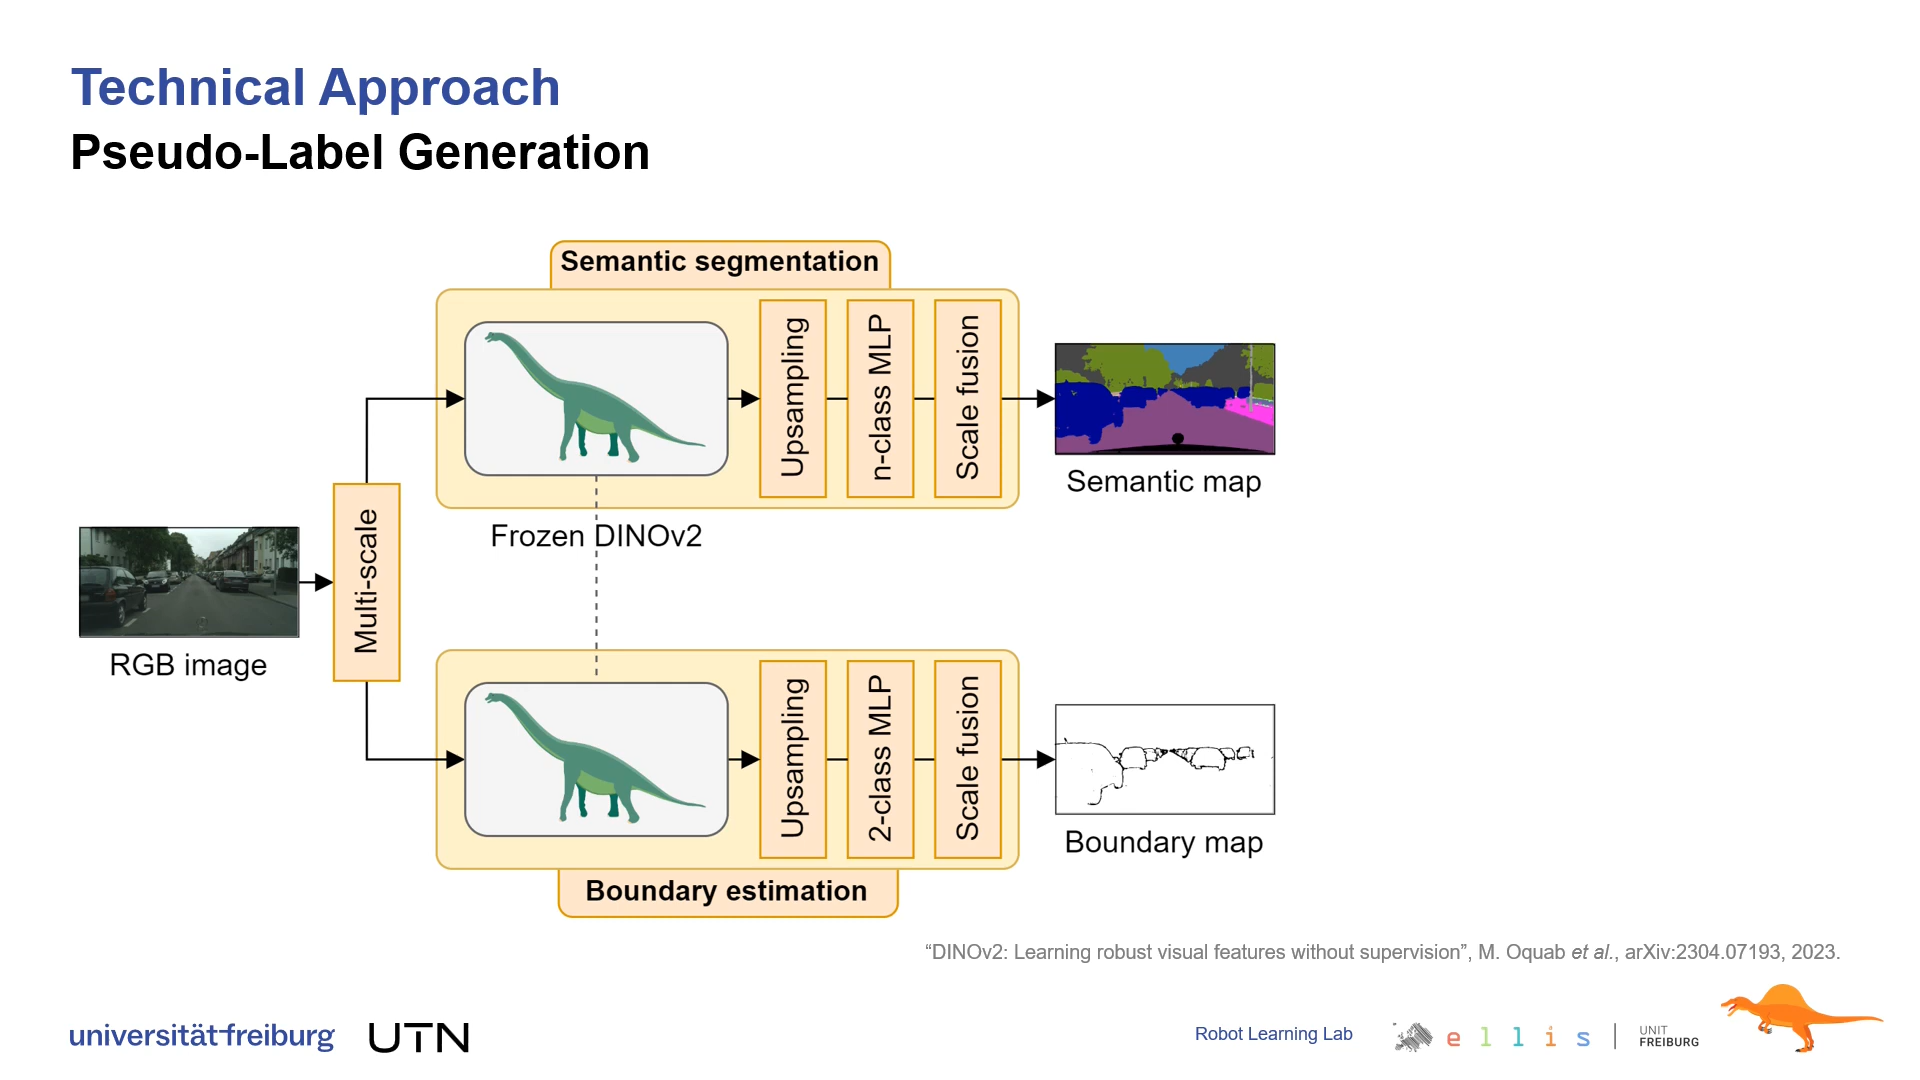 Technical Approach
Pseudo-Label Generation
Semantic segmentation
Upsampling
n-class MLP
Scale fusion
Semantic map
Frozen DINOv2
Multi-scale
RGB image
Upsampling
2-class MLP
Scale fusion
Boundary map
Boundary estimation
“DINOv2: Learning robust visual features without supervision”, M. Oquab et al., arXiv:2304.07193, 2023.
universität freiburg
UTN
Robot Learning Lab
ellis
UNIT
FREIBURG